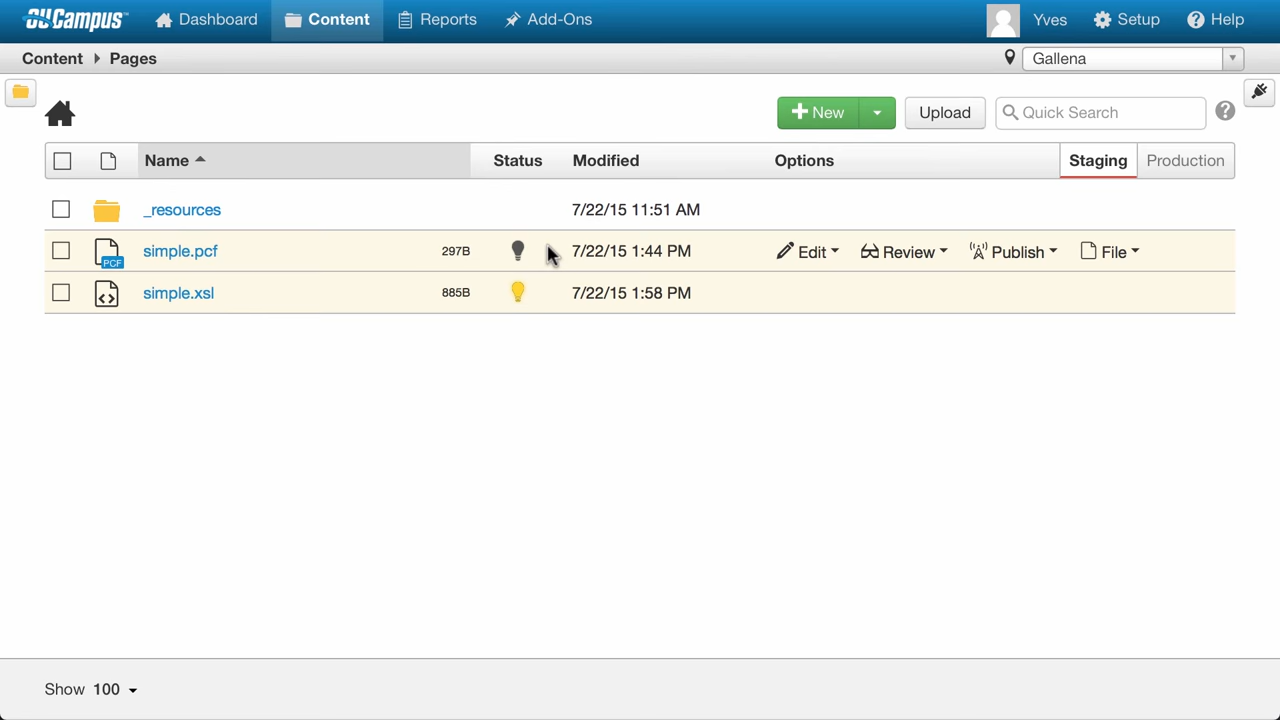 OU Campus™ Dashboard Content Reports Add-Ons Yves Setup Help
Content Pages Gallena
New Upload Quick Search
Name Status Modified Options Staging Production
_resources 7/22/15 11:51 AM
simple.pcf 297B 7/22/15 1:44 PM Edit Review Publish File
PCF
simple.xsl 885B 7/22/15 1:58 PM
Show 100